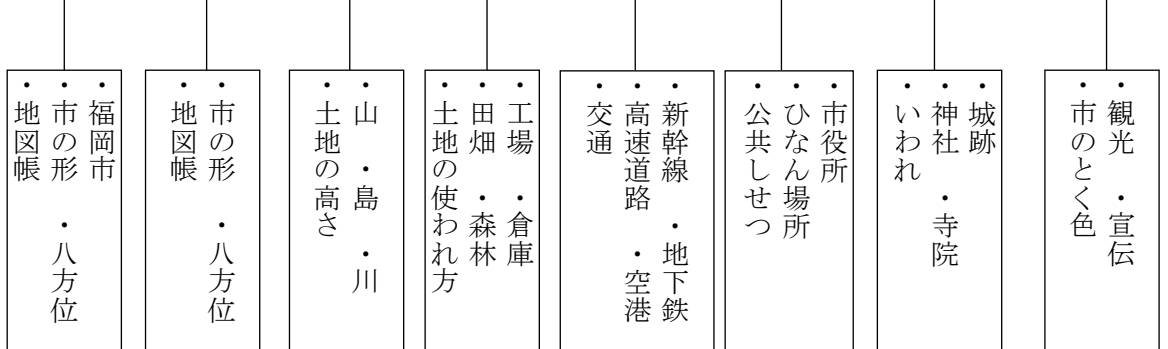 ・観光　・宣伝
・市のとく色
・城跡
・神社　・寺院
・いわれ
・市役所
・ひなん場所
・公共しせつ
・新幹線　・地下鉄
・高速道路　・空港
・交通
・工場　・倉庫
・田畑　・森林
・土地の使われ方
・山　・島　・川
・土地の高さ
・市の形　・八方位
・地図帳
・福岡市
・市の形　・八方位
・地図帳